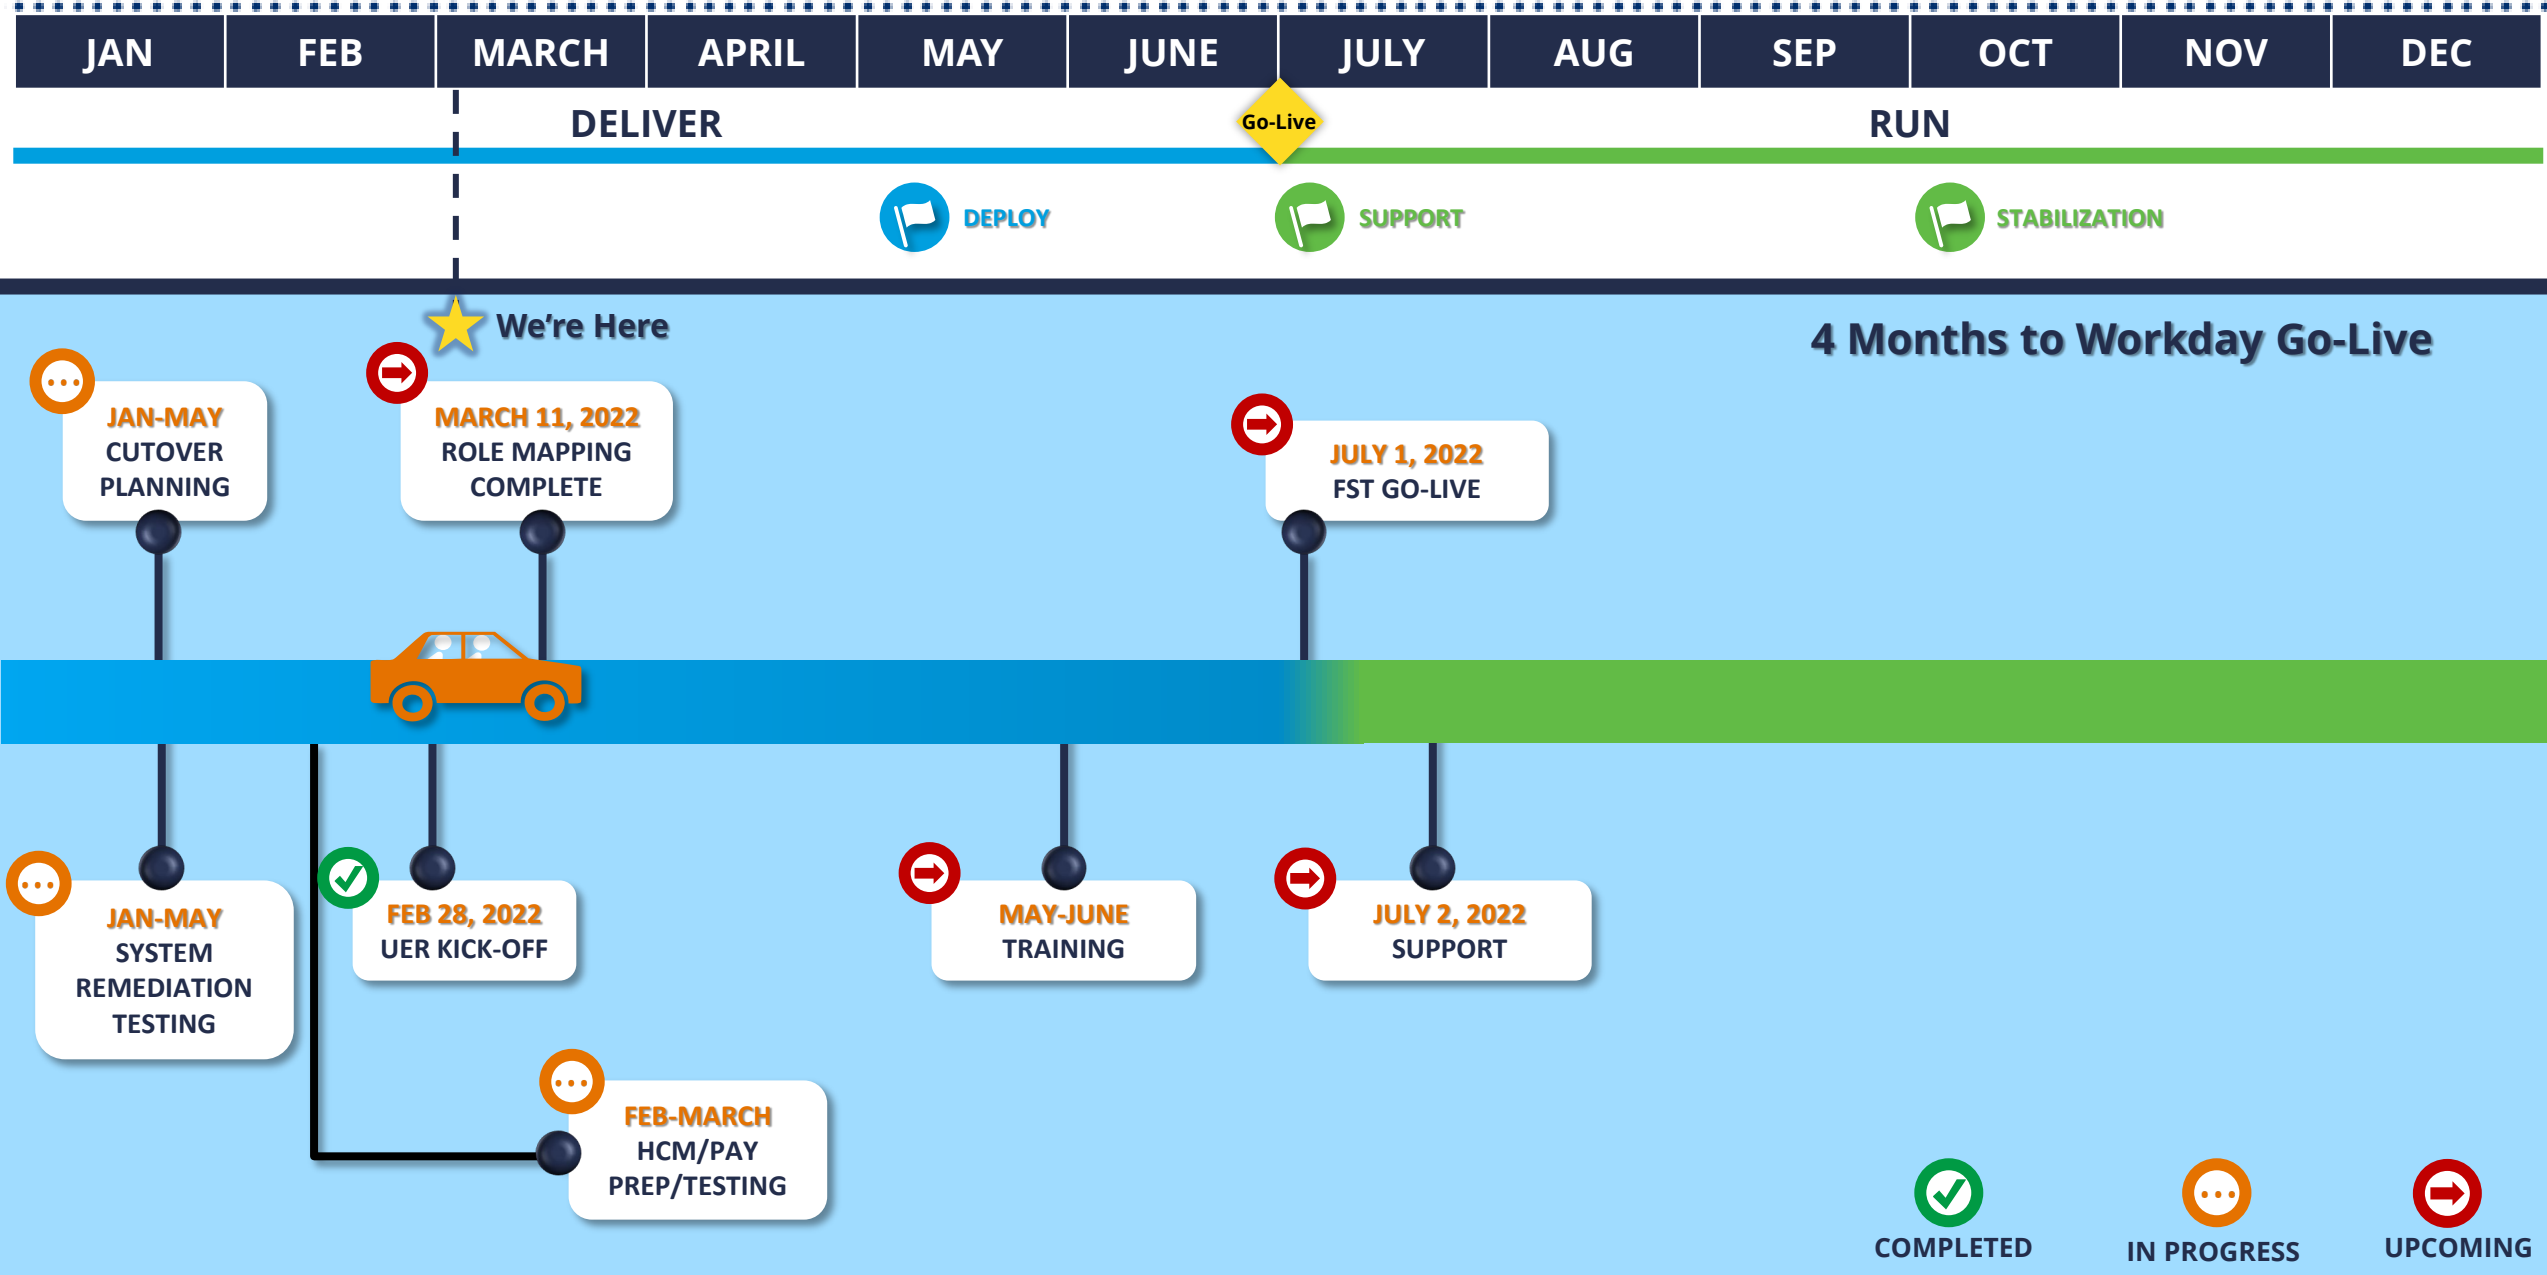 JAN FEB MARCH APRIL MAY JUNE JULY AUG SEP OCT NOV DEC
DELIVER
Go-Live
RUN
DEPLOY
SUPPORT
STABILIZATION
We’re Here
4 Months to Workday Go-Live
JAN-MAY
CUTOVER
PLANNING
MARCH 11, 2022
ROLE MAPPING
COMPLETE
JULY 1, 2022
FST GO-LIVE
JAN-MAY
SYSTEM
REMEDIATION
TESTING
FEB 28, 2022
UER KICK-OFF
MAY-JUNE
TRAINING
JULY 2, 2022
SUPPORT
FEB-MARCH
HCM/PAY
PREP/TESTING
COMPLETED
IN PROGRESS
UPCOMING